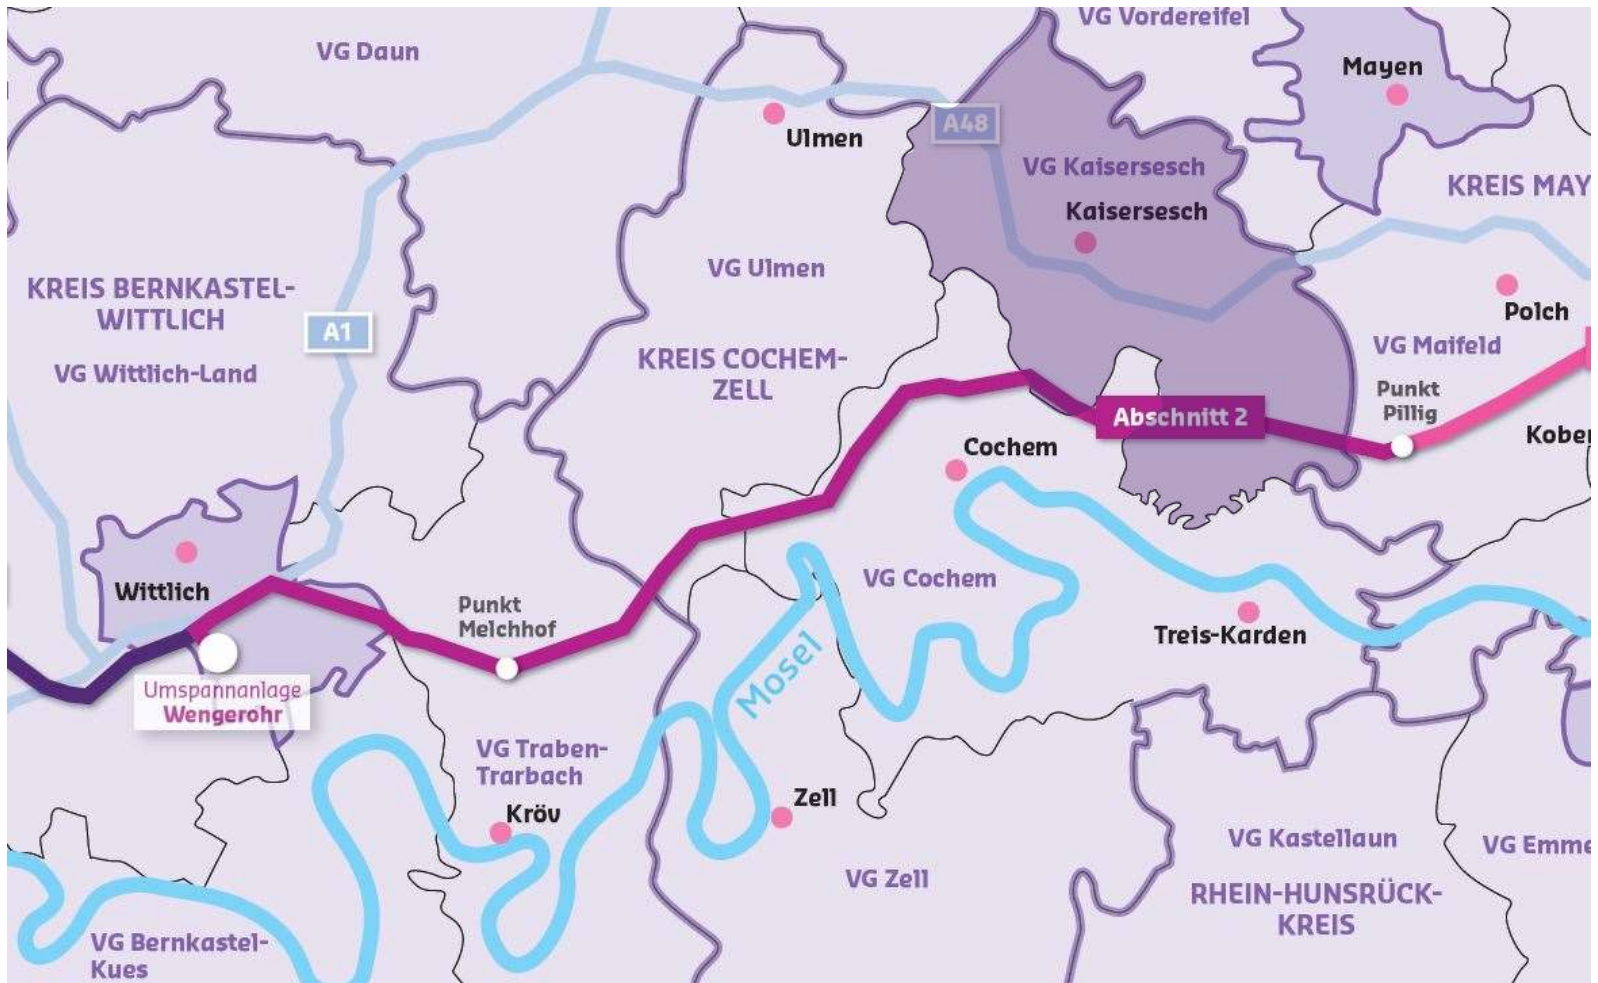 VG Vordereifel
VG Daun
Mayen
Ulmen
A48
VG Kaisersesch
KREIS MAY
Kaisersesch
VG Ulmen
KREIS BERNKASTEL-
WITTLICH
A1
Polch
VG Maifeld
KREIS COCHEM-
ZELL
VG Wittlich-Land
Punkt
Pillig
Abschnitt 2
Kober
Cochem
VG Cochem
Wittlich
Punkt
Melchhof
Treis-Karden
Mosel
Umspannanlage
Wengerohr
VG Traben-
Trarbach
Kröv
Zell
VG Kastellaun
VG Emme
VG Zell
RHEIN-HUNSRÜCK-
KREIS
VG Bernkastel-
Kues